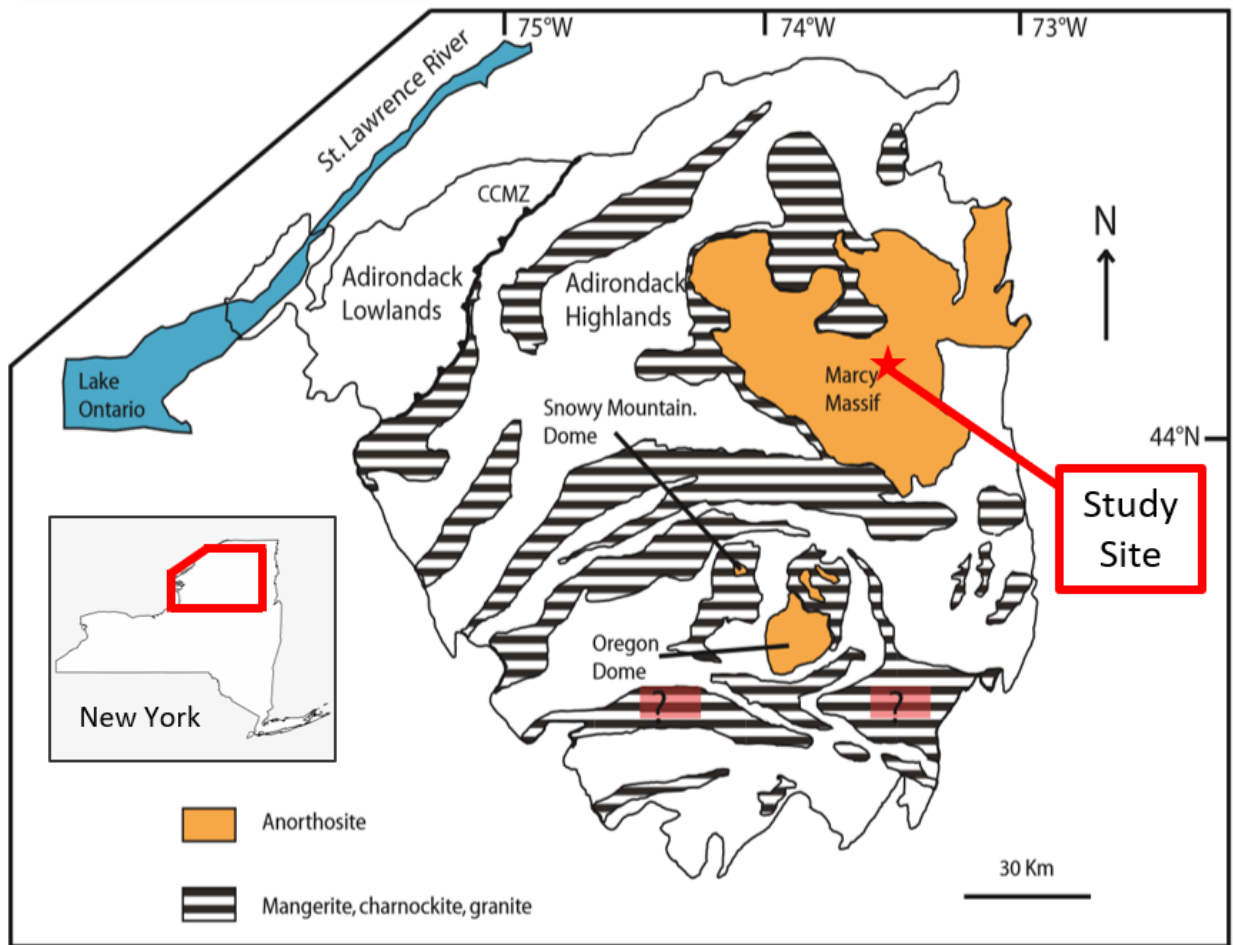 75°W
74°W
73°W
St. Lawrence River
CCMZ
N
Adirondack
Lowlands
Adirondack
Highlands
Lake
Ontario
Marcy
Massif
Snowy Mountain.
Dome
44°N
Study
Site
Oregon
Dome
?
?
New York
Anorthosite
30 Km
Mangerite, charnockite, granite